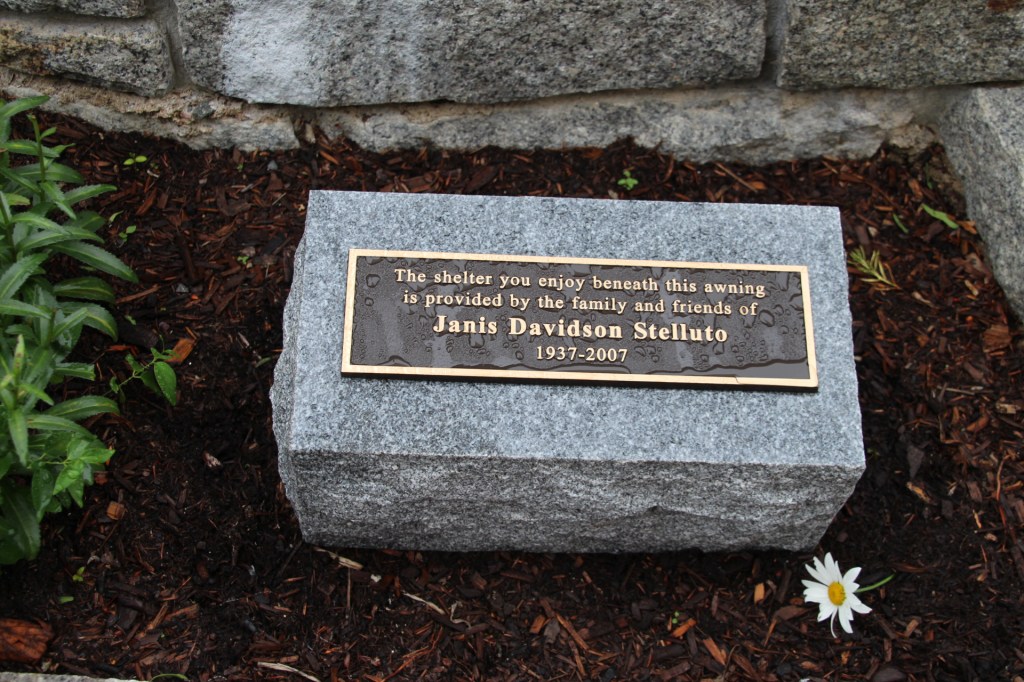 The shelter you enjoy beneath this awning
is provided by the family and friends of
Janis Davidson Stelluto
1937-2007